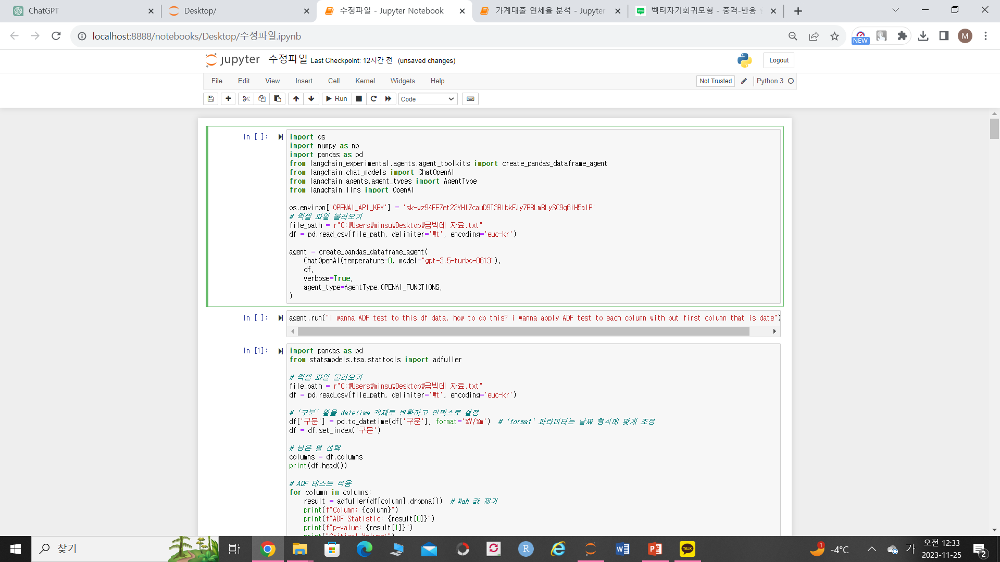 ChatGPT
Desktop/
수정파일 - Jupyter Notebook
가계대출 연체율 분석 - Jupyter
벡터자기회귀모형 - 충격-반응
localhost:8888/notebooks/Desktop/수정파일.ipynb
NEW
M
jupyter 수정파일 Last Checkpoint: 12시간 전 (unsaved changes)
Logout
File Edit View Insert Cell Kernel Widgets Help
Not Trusted
Python 3
Run
Code
In [ ]:
import os
import numpy as np
import pandas as pd
from langchain_experimental.agents.agent_toolkits import create_pandas_dataframe_agent
from langchain.chat_models import ChatOpenAI
from langchain.agents.agent_types import AgentType
from langchain.llms import OpenAI
os.environ['OPENAI_API_KEY'] =
# 엑셀 파일 불러오기
file_path = r"C:₩Users₩minsu₩Desktop₩금빅데 자료.txt"
df = pd.read_csv(file_path, delimiter='₩t', encoding='euc-kr')
agent = create_pandas_dataframe_agent(
ChatOpenAI(temperature=0, model="gpt-3.5-turbo-0613"),
df,
verbose=True,
agent_type=AgentType.OPENAI_FUNCTIONS,
)
In [ ]:
agent.run("i wanna ADF test to this df data. how to do this? i wanna apply ADF test to each column with out first column that is date")
In [1]:
import pandas as pd
from statsmodels.tsa.stattools import adfuller
# 엑셀 파일 불러오기
file_path = r"C:₩Users₩minsu₩Desktop₩금빅데 자료.txt"
df = pd.read_csv(file_path, delimiter='₩t', encoding='euc-kr')
# '구분' 열을 datetime 객체로 변환하고 인덱스로 설정
df['구분'] = pd.to_datetime(df['구분'], format='%Y/%m') # 'format' 파라미터는 날짜 형식에 맞게 조정
df = df.set_index('구분')
# 남은 열 선택
columns = df.columns
print(df.head())
# ADF 테스트 적용
for column in columns:
result = adfuller(df[column].dropna()) # NaN 값 제거
print(f"Column: {column}")
print(f"ADF Statistic: {result[0]}")
print(f"p-value: {result[1]}")
print("Critical Values:")
찾기
-4°C
가
오전 12:33
2023-11-25
1
2
R
TALK